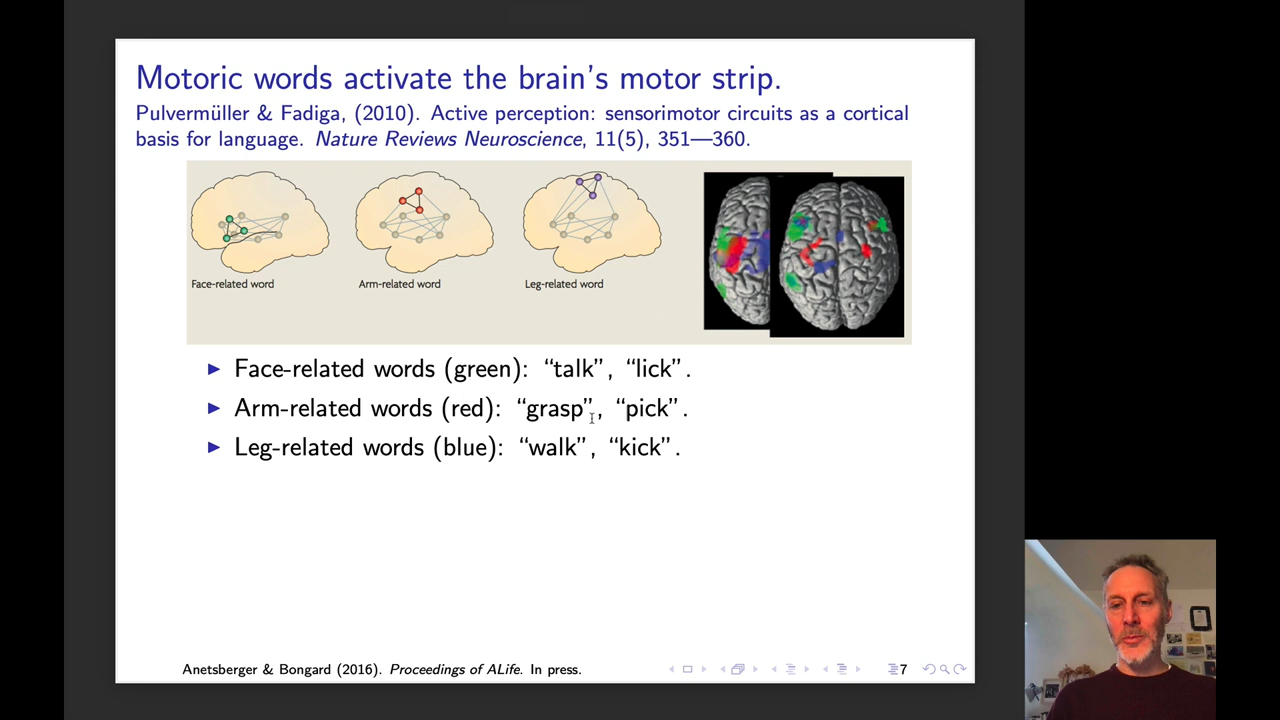 Motoric words activate the brain's motor strip.
Pulvermüller & Fadiga, (2010). Active perception: sensorimotor circuits as a cortical
basis for language. Nature Reviews Neuroscience, 11(5), 351—360.
Face-related word
Arm-related word
Leg-related word
▶ Face-related words (green): “talk”, “lick”.
▶ Arm-related words (red): “grasp”, “pick”.
▶ Leg-related words (blue): “walk”, “kick”.
Anetsberger & Bongard (2016). Proceedings of ALife. In press.
7